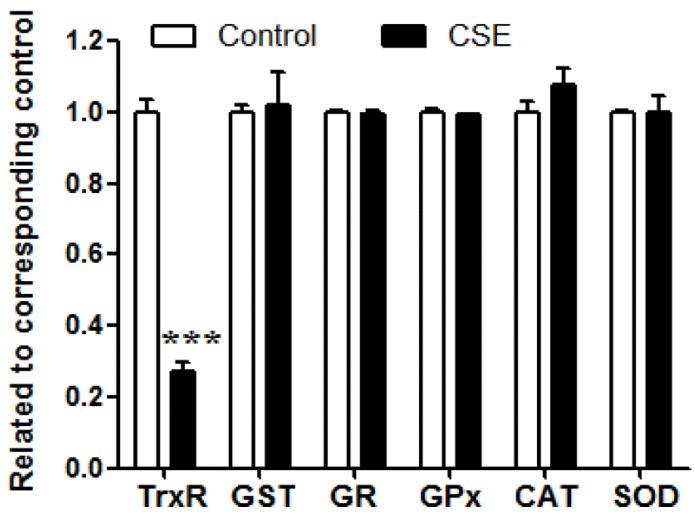 Related to corresponding control
Control CSE
1.2
1.0
0.8
0.6
0.4
0.2
0.0
***
TrxR GST GR GPx CAT SOD